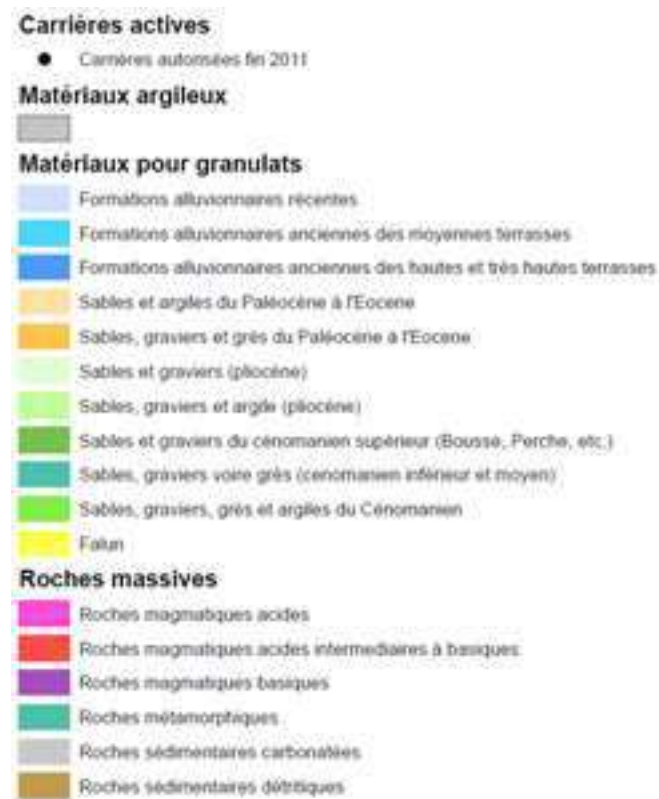 Carrières actives
Carrières autorisées fin 2011
Matériaux argileux
Matériaux pour granulats
Formations alluvionnaires récentes
Formations alluvionnaires anciennes des moyennes terrasses
Formations alluvionnaires anciennes des hautes et très hautes terrasses
Sables et argiles du Paléocène à l'Eocene
Sables, graviers et grès du Paléocène à l'Eocene
Sables et graviers (pliocène)
Sables, graviers et argile (pliocène)
Sables et graviers du cénomanien supérieur (Bousse, Perche, etc.)
Sables, graviers voire grès (cenomanien inférieur et moyen)
Sables, graviers, grès et argiles du Cénomanien
Falun
Roches massives
Roches magmatiques acides
Roches magmatiques acides intermediaires à basiques
Roches magmatiques basiques
Roches métamorphiques
Roches sédimentaires carbonatées
Roches sédimentaires détritiques